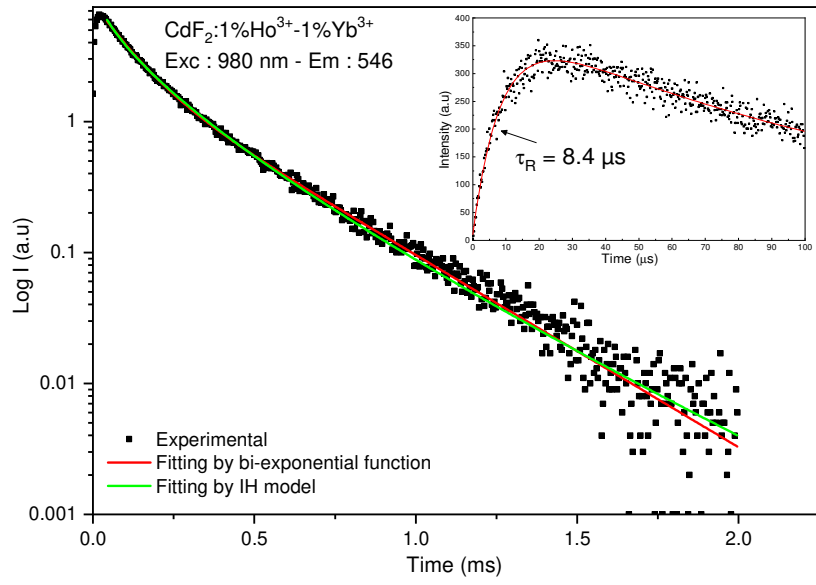 CdF₂:1%Ho³⁺-1%Yb³⁺
Exc : 980 nm - Em : 546
Log I (a.u)
1
0.1
0.01
0.001
0.0
0.5
1.0
1.5
2.0
Time (ms)
Experimental
Fitting by bi-exponential function
Fitting by IH model
Intensity (a.u)
400
350
300
250
200
150
100
50
0
τR = 8.4 µs
0 10 20 30 40 50 60 70 80 90 100
Time (µs)